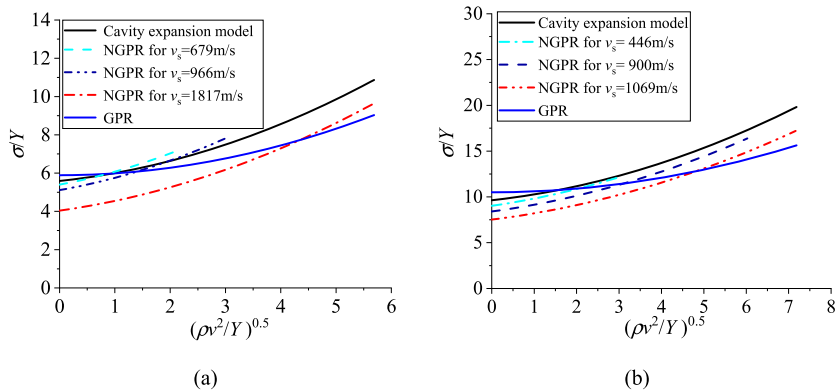 14
12
10
8
6
4
2
0
0 1 2 3 4 5 6
σ/Y
(ρv²/Y)^0.5
Cavity expansion model
NGPR for vₛ=679m/s
NGPR for vₛ=966m/s
NGPR for vₛ=1817m/s
GPR
(a)
30
25
20
15
10
5
0
0 1 2 3 4 5 6 7 8
σ/Y
(ρv²/Y)^0.5
Cavity expansion model
NGPR for vₛ= 446m/s
NGPR for vₛ= 900m/s
NGPR for vₛ=1069m/s
GPR
(b)